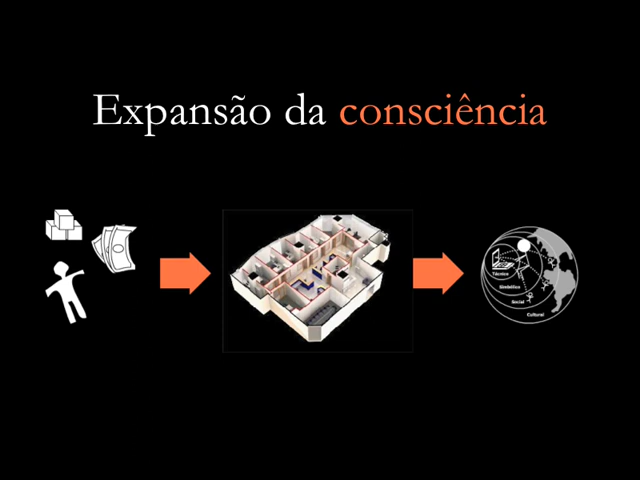 Expansão da consciência
Técnico
Simbólico
Social
Cultural